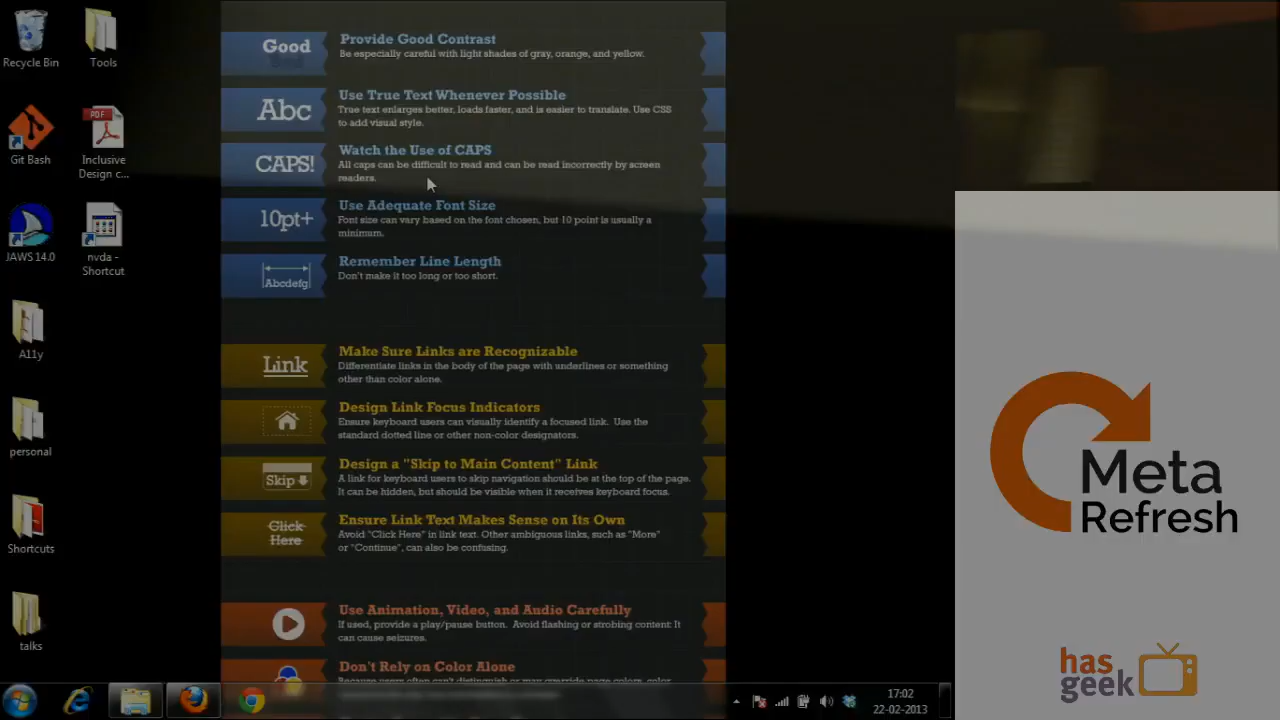 Recycle Bin
Tools
Git Bash
PDF
Inclusive
Design c...
JAWS 14.0
nvda -
Shortcut
A11y
personal
Shortcuts
talks
Good
Provide Good Contrast
Be especially careful with light shades of gray, orange, and yellow.
Abc
Use True Text Whenever Possible
True text enlarges better, loads faster, and is easier to translate. Use CSS
to add visual style.
CAPS!
Watch the Use of CAPS
All caps can be difficult to read and can be read incorrectly by screen
readers.
10pt+
Use Adequate Font Size
Font size can vary based on the font chosen, but 10 point is usually a
minimum.
Abcdefg
Remember Line Length
Don't make it too long or too short.
Link
Make Sure Links are Recognizable
Differentiate links in the body of the page with underlines or something
other than color alone.
Design Link Focus Indicators
Ensure keyboard users can visually identify a focused link. Use the
standard dotted line or other non-color designators.
Skip
Design a "Skip to Main Content" Link
A link for keyboard users to skip navigation should be at the top of the page.
It can be hidden, but should be visible when it receives keyboard focus.
Click
Here
Ensure Link Text Makes Sense on Its Own
Avoid "Click Here" in link text. Other ambiguous links, such as "More"
or "Continue", can also be confusing.
Use Animation, Video, and Audio Carefully
If used, provide a play/pause button. Avoid flashing or strobing content: It
can cause seizures.
Don't Rely on Color Alone
Because users often can't distinguish or may override page colors, color
17:02
22-02-2013
Meta
Refresh
has
geek